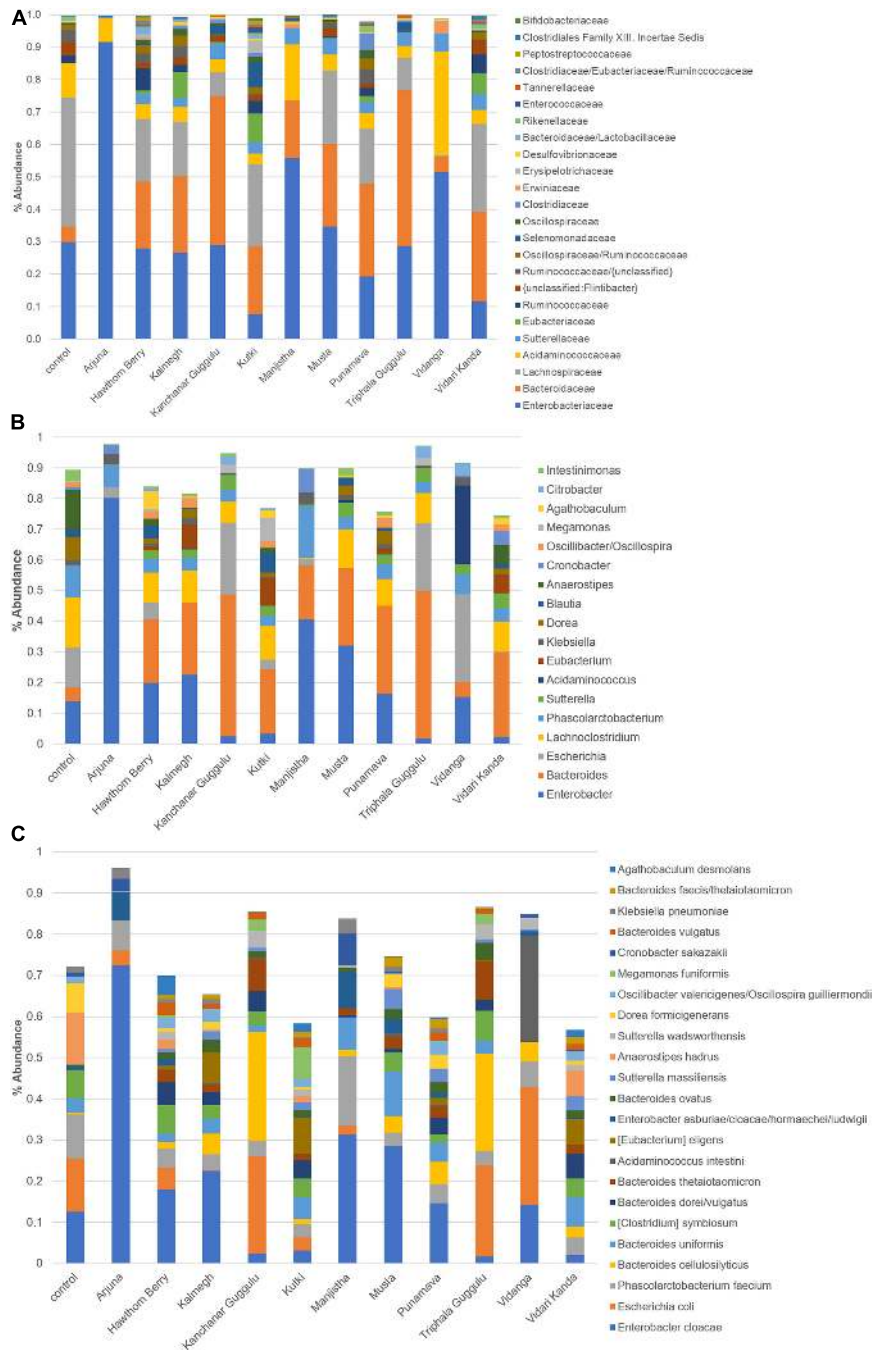 A
% Abundance
1.0
0.9
0.8
0.7
0.6
0.5
0.4
0.3
0.2
0.1
0.0
control
Arjuna
Hawthorn Berry
Kalmegh
Kanchanar Guggulu
Kutki
Manjistha
Musta
Punarnava
Triphala Guggulu
Vidanga
Vidari Kanda
Bifidobacteriaceae
Clostridiales Family XIII. Incertae Sedis
Peptostreptococcaceae
Clostridiaceae/Eubacteriaceae/Ruminococcaceae
Tannerellaceae
Enterococcaceae
Rikenellaceae
Bacteroidaceae/Lactobacillaceae
Desulfovibrionaceae
Erysipelotrichaceae
Erwiniaceae
Clostridiaceae
Oscillospiraceae
Selenomonadaceae
Oscillospiraceae/Ruminococcaceae
Ruminococcaceae/{unclassified}
{unclassified:Flintibacter}
Ruminococcaceae
Eubacteriaceae
Sutterellaceae
Acidaminococcaceae
Lachnospiraceae
Bacteroidaceae
Enterobacteriaceae
B
% Abundance
1
0.9
0.8
0.7
0.6
0.5
0.4
0.3
0.2
0.1
0
control
Arjuna
Hawthorn Berry
Kalmegh
Kanchanar Guggulu
Kutki
Manjistha
Musta
Punarnava
Triphala Guggulu
Vidanga
Vidari Kanda
Intestinimonas
Citrobacter
Agathobaculum
Megamonas
Oscillibacter/Oscillospira
Cronobacter
Anaerostipes
Blautia
Dorea
Klebsiella
Eubacterium
Acidaminococcus
Sutterella
Phascolarctobacterium
Lachnoclostridium
Escherichia
Bacteroides
Enterobacter
C
% Abundance
1
0.9
0.8
0.7
0.6
0.5
0.4
0.3
0.2
0.1
0
control
Arjuna
Hawthorn Berry
Kalmegh
Kanchanar Guggulu
Kutki
Manjistha
Musta
Punarnava
Triphala Guggulu
Vidanga
Vidari Kanda
Agathobaculum desmolans
Bacteroides faecis/thetaiotaomicron
Klebsiella pneumoniae
Bacteroides vulgatus
Cronobacter sakazakii
Megamonas funiformis
Oscillibacter valericigenes/Oscillospira guilliermondii
Dorea formicigenerans
Sutterella wadsworthensis
Anaerostipes hadrus
Sutterella massiliensis
Bacteroides ovatus
Enterobacter asburiae/cloacae/hormaechei/ludwigii
[Eubacterium] eligens
Acidaminococcus intestini
Bacteroides thetaiotaomicron
Bacteroides dorei/vulgatus
[Clostridium] symbiosum
Bacteroides uniformis
Bacteroides cellulosilyticus
Phascolarctobacterium faecium
Escherichia coli
Enterobacter cloacae